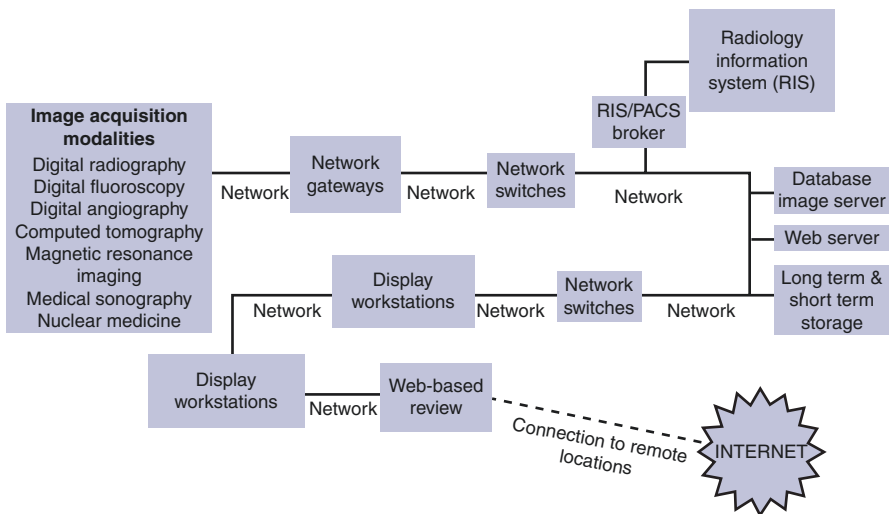 Radiology
information
system (RIS)
RIS/PACS
broker
Image acquisition
modalities
Digital radiography
Digital fluoroscopy
Digital angiography
Computed tomography
Magnetic resonance
imaging
Medical sonography
Nuclear medicine
Network
Network
gateways
Network
Network
switches
Network
Database
image server
Web server
Long term &
short term
storage
Network
Display
workstations
Network
Network
switches
Network
Display
workstations
Network
Web-based
review
Connection to remote
locations
INTERNET